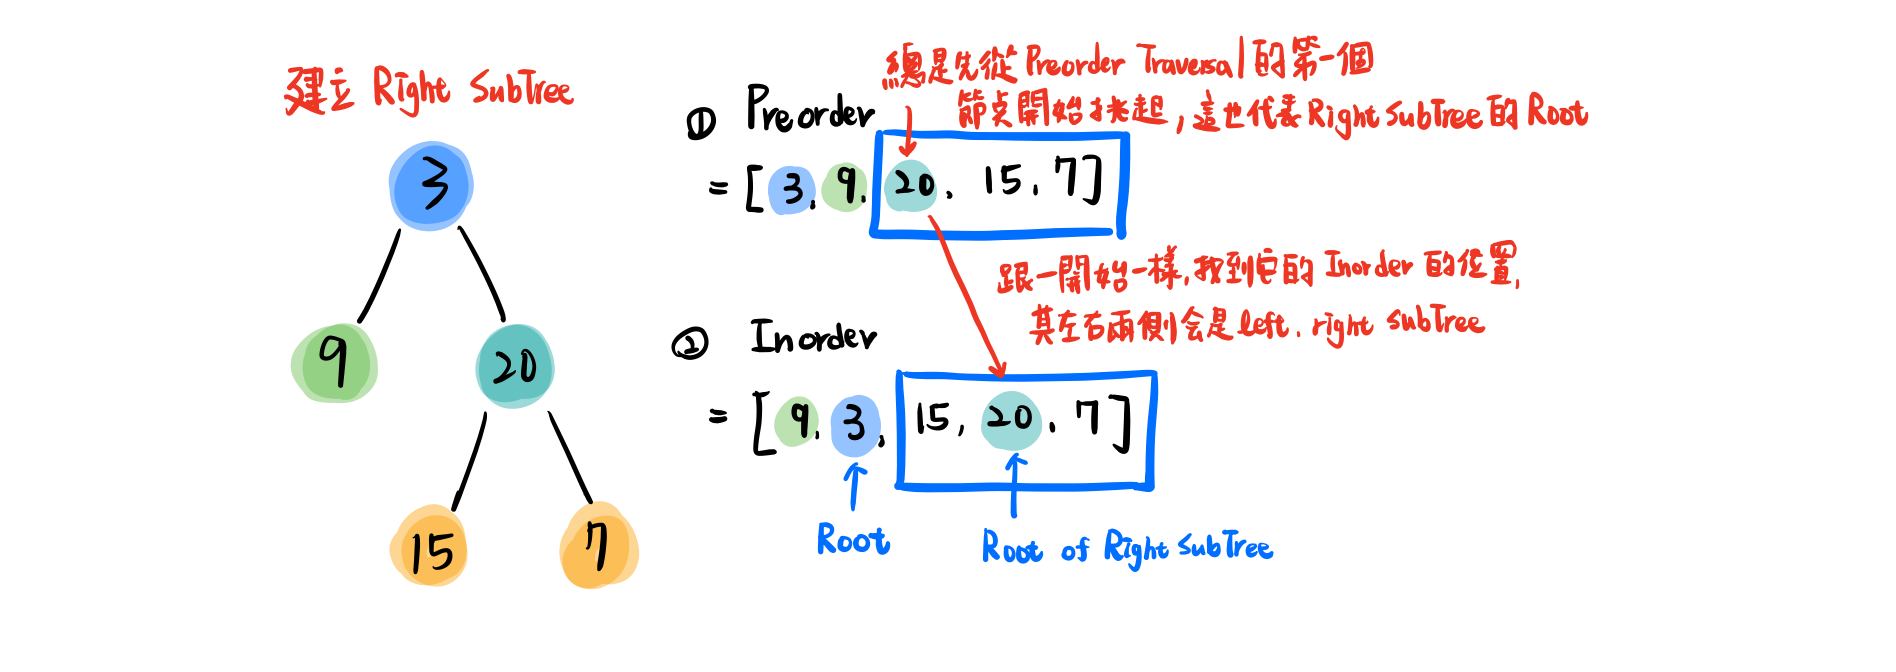 建立 Right SubTree
3
9
20
15
7
總是先從 Preorder Traversal 的第一個
節點開始挑起，這也代表 Right SubTree 的 Root
① Preorder
= [3, 9, 20, 15, 7]
跟一開始一樣，找到它的 Inorder 的位置，
其左右兩側会是 left, right subTree
② Inorder
= [9, 3, 15, 20, 7]
Root
Root of Right SubTree